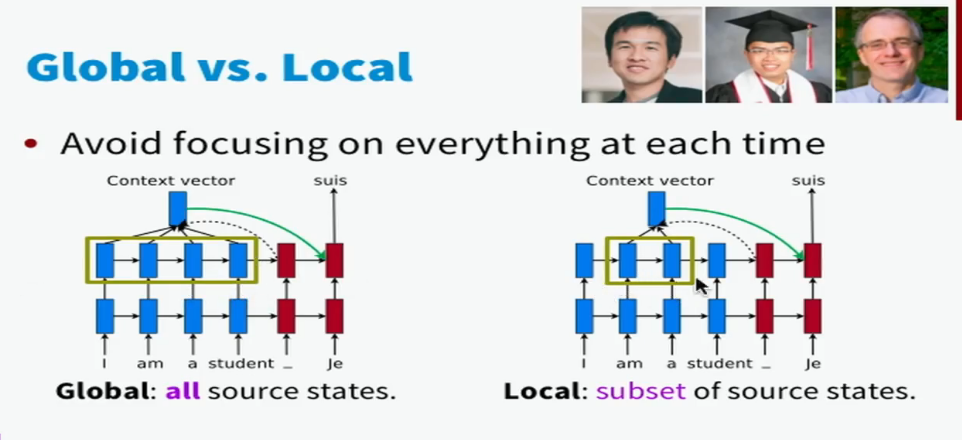 Global vs. Local
• Avoid focusing on everything at each time
Context vector suis
I am a student _ Je
Global: all source states.
Context vector suis
I am a student _ Je
Local: subset of source states.